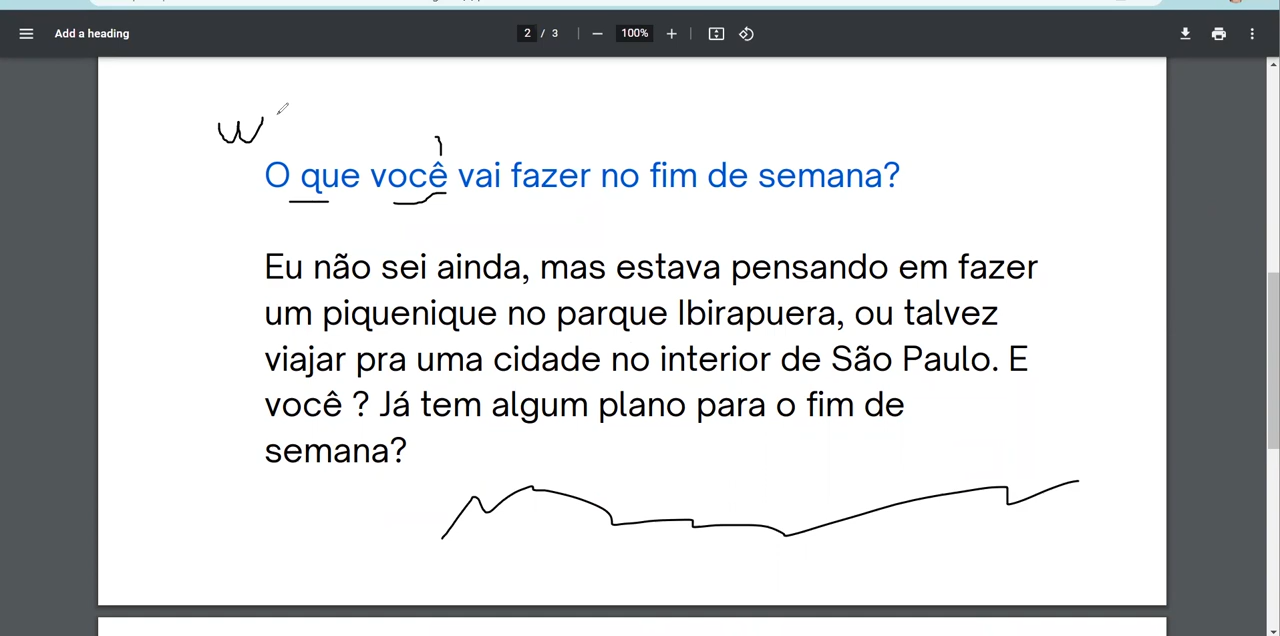 Add a heading
2 / 3
100%
w
O que você vai fazer no fim de semana?
Eu não sei ainda, mas estava pensando em fazer
um piquenique no parque Ibirapuera, ou talvez
viajar pra uma cidade no interior de São Paulo. E
você ? Já tem algum plano para o fim de
semana?